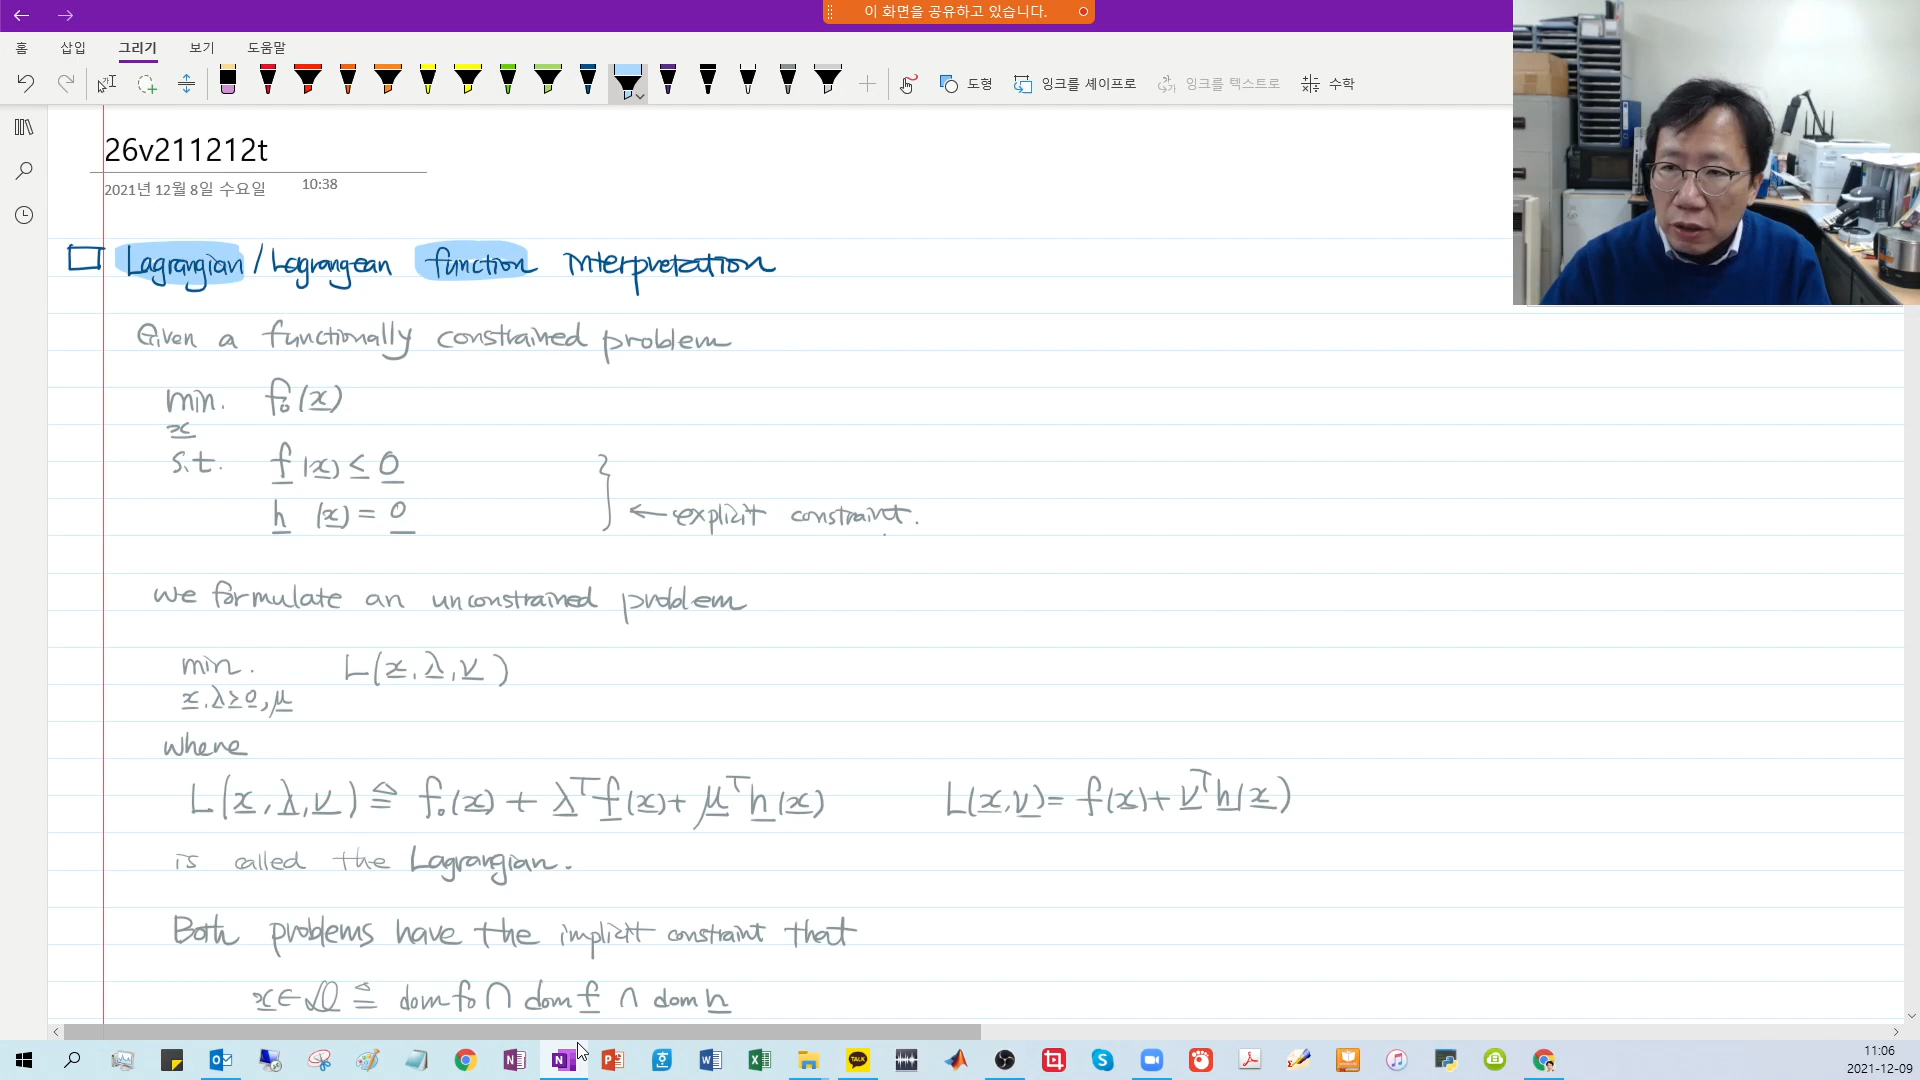 이 화면을 공유하고 있습니다.
홈 삽입 그리기 보기 도움말
도형 잉크를 셰이프로 잉크를 텍스트로 수학
26v211212t
2021년 12월 8일 수요일 10:38
Lagrangian / Lagrangean function Interpretation
Given a functionally constrained problem
min. f₀(x)
x
s.t. f(x) ≤ 0
h(x) = 0 } ← explicit constraint.
we formulate an unconstrained problem
min. L(x, λ, ν)
x, λ ≥ 0, μ
where
L(x, λ, ν) ≜ f₀(x) + λᵀf(x) + μᵀh(x) L(x, ν) = f(x) + νᵀh(x)
is called the Lagrangian.
Both problems have the implicit constraint that
x ∈ 𝒟 ≜ dom f₀ ∩ dom f ∩ dom h
11:06
2021-12-09